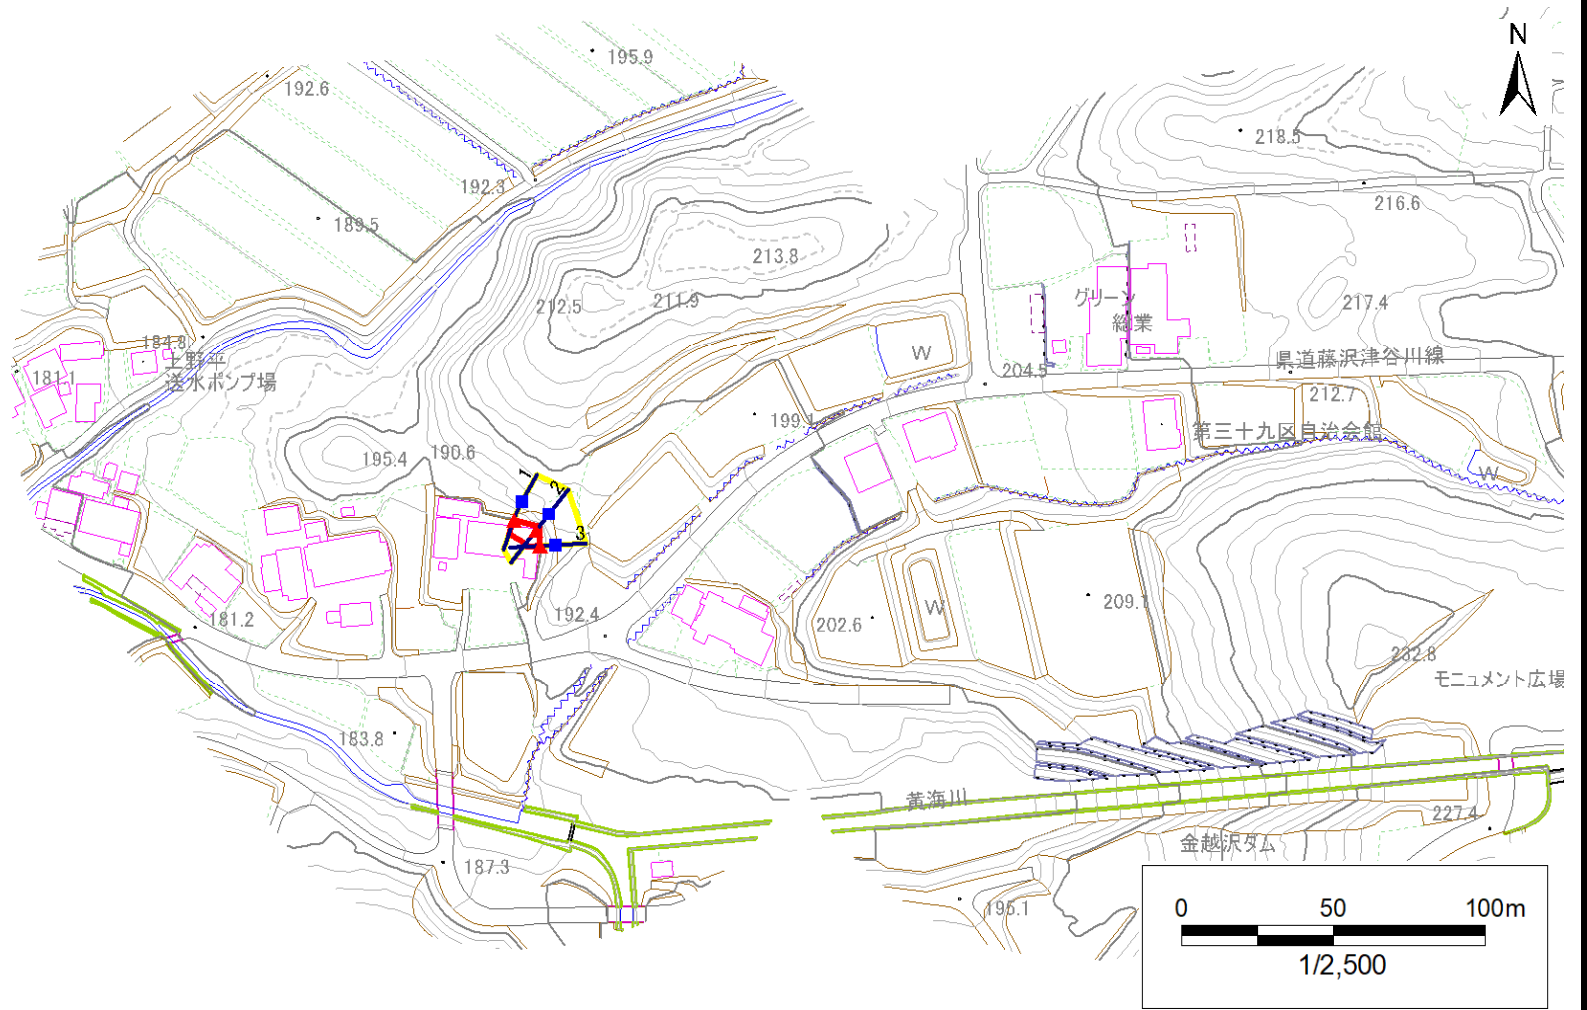 N
195.9
192.6
218.5
192.3
216.6
189.5
213.8
212.5
211.9
217.4
グリーン
総業
184.8
上野平
送水ポンプ場
W
県道藤沢津谷川線
181.1
204.5
212.7
199.1
第三十九区自治会館
190.6
195.4
W
1
2
3
192.4
181.2
209.1
W
202.6
232.8
モニュメント広場
183.8
黄海川
227.4
金越沢ダム
187.3
195.1
0 50 100m
1/2,500